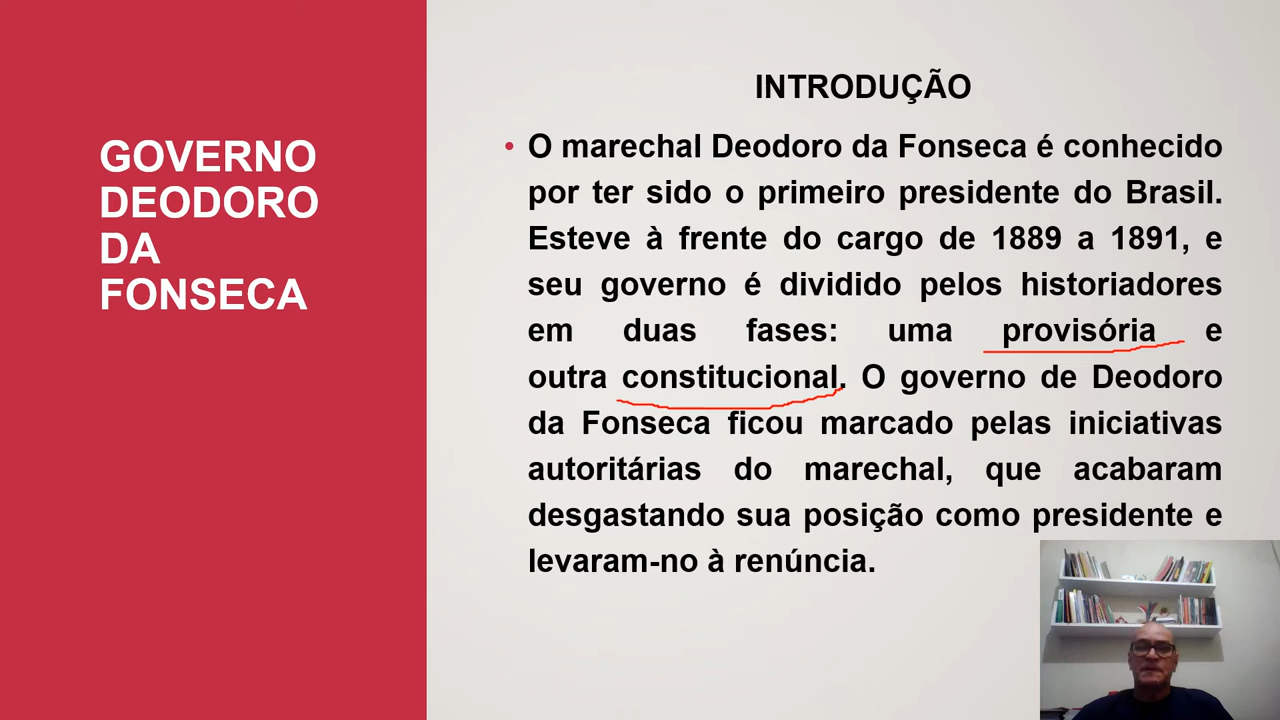 GOVERNO
DEODORO
DA
FONSECA
INTRODUÇÃO
• O marechal Deodoro da Fonseca é conhecido
por ter sido o primeiro presidente do Brasil.
Esteve à frente do cargo de 1889 a 1891, e
seu governo é dividido pelos historiadores
em duas fases: uma provisória e
outra constitucional. O governo de Deodoro
da Fonseca ficou marcado pelas iniciativas
autoritárias do marechal, que acabaram
desgastando sua posição como presidente e
levaram-no à renúncia.